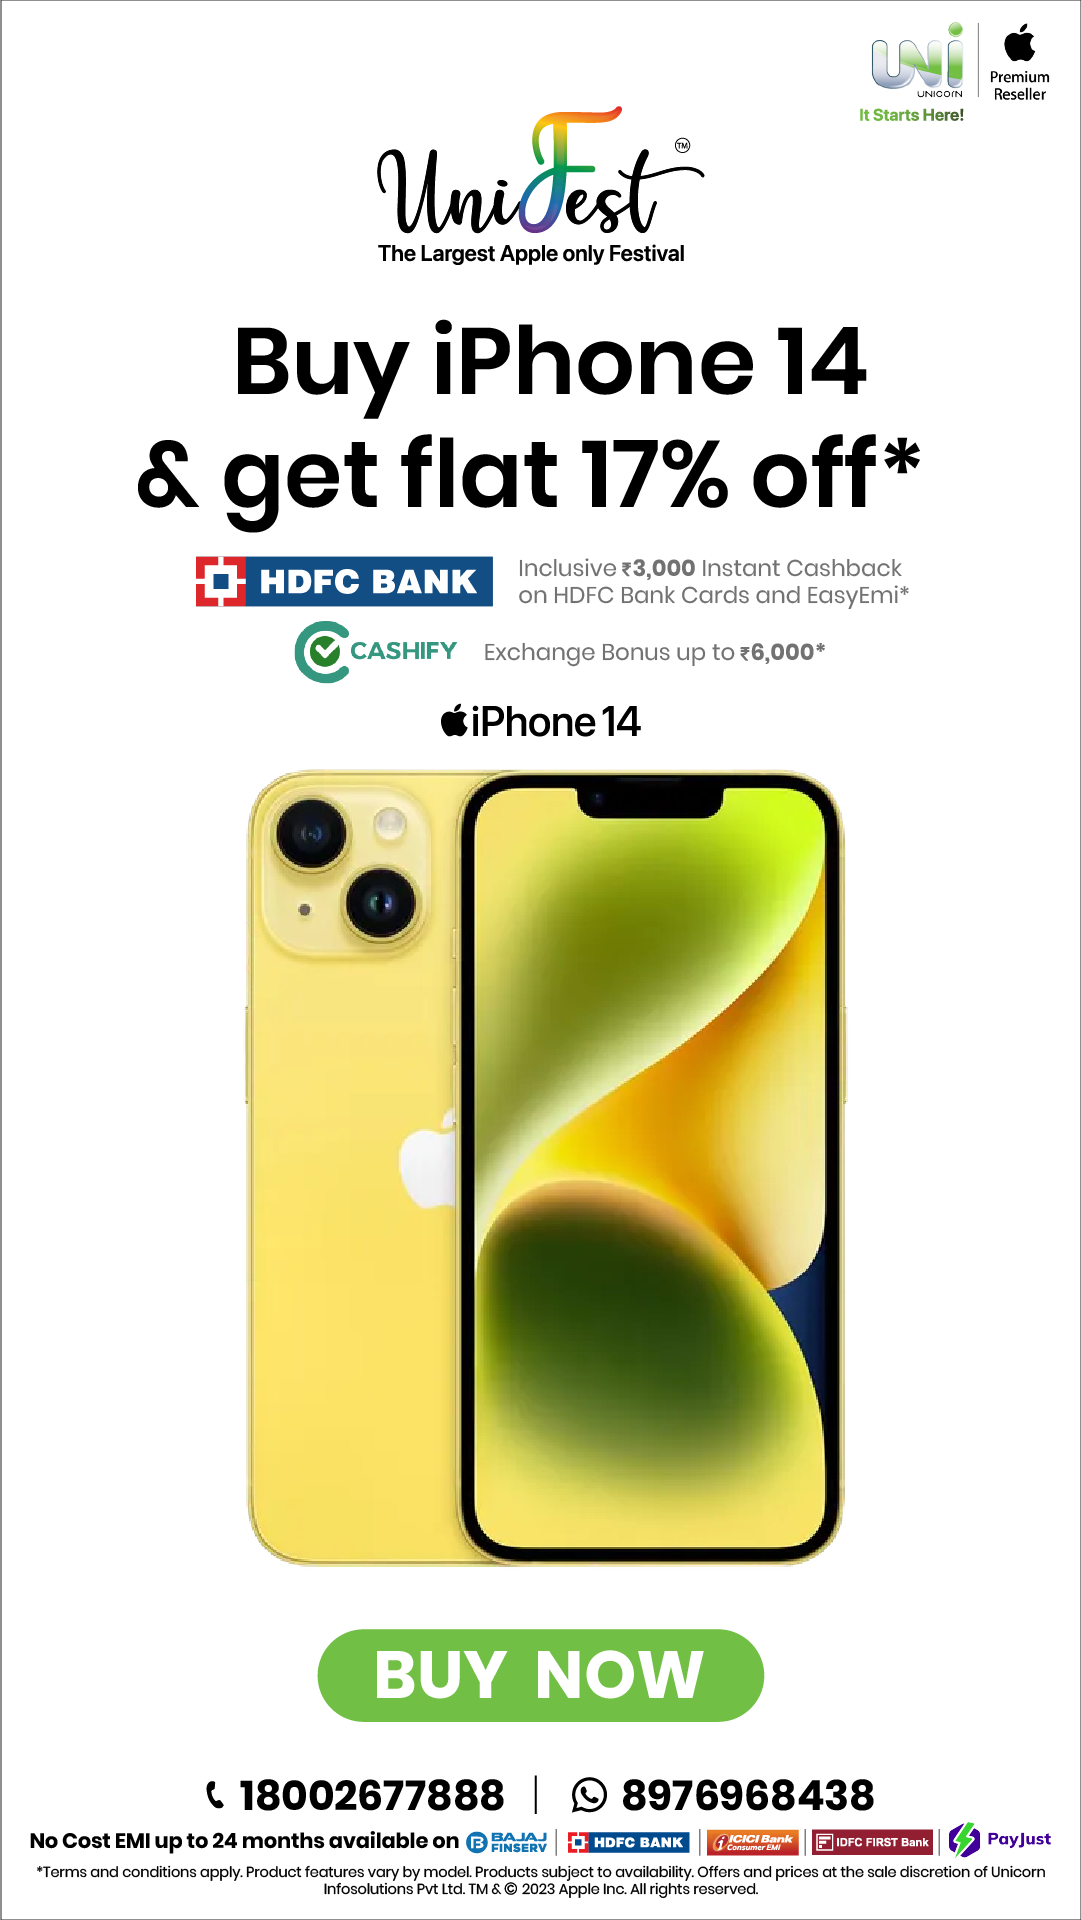 UNi
UNICORN
It Starts Here!
Premium
Reseller
UniFest
TM
The Largest Apple only Festival
Buy iPhone 14
& get flat 17% off*
HDFC BANK
Inclusive ₹3,000 Instant Cashback
on HDFC Bank Cards and EasyEmi*
CASHIFY
Exchange Bonus up to ₹6,000*
iPhone 14
BUY NOW
18002677888 | 8976968438
No Cost EMI up to 24 months available on BAJAJ FINSERV | HDFC BANK | ICICI Bank Consumer EMI | IDFC FIRST Bank | PayJust
*Terms and conditions apply. Product features vary by model. Products subject to availability. Offers and prices at the sale discretion of Unicorn
Infosolutions Pvt Ltd. TM & © 2023 Apple Inc. All rights reserved.